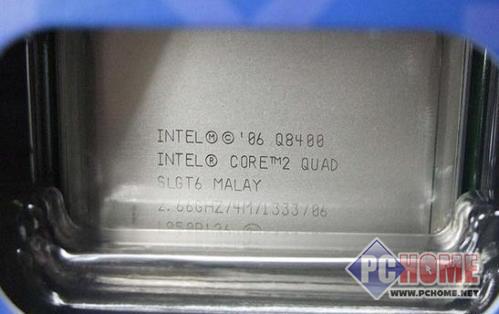 INTEL®©'06 Q8400
INTEL® CORE™2 QUAD
SLGT6 MALAY
2.66GHZ/4M/1333/06
PCHOME
WWW.PCHOME.NET